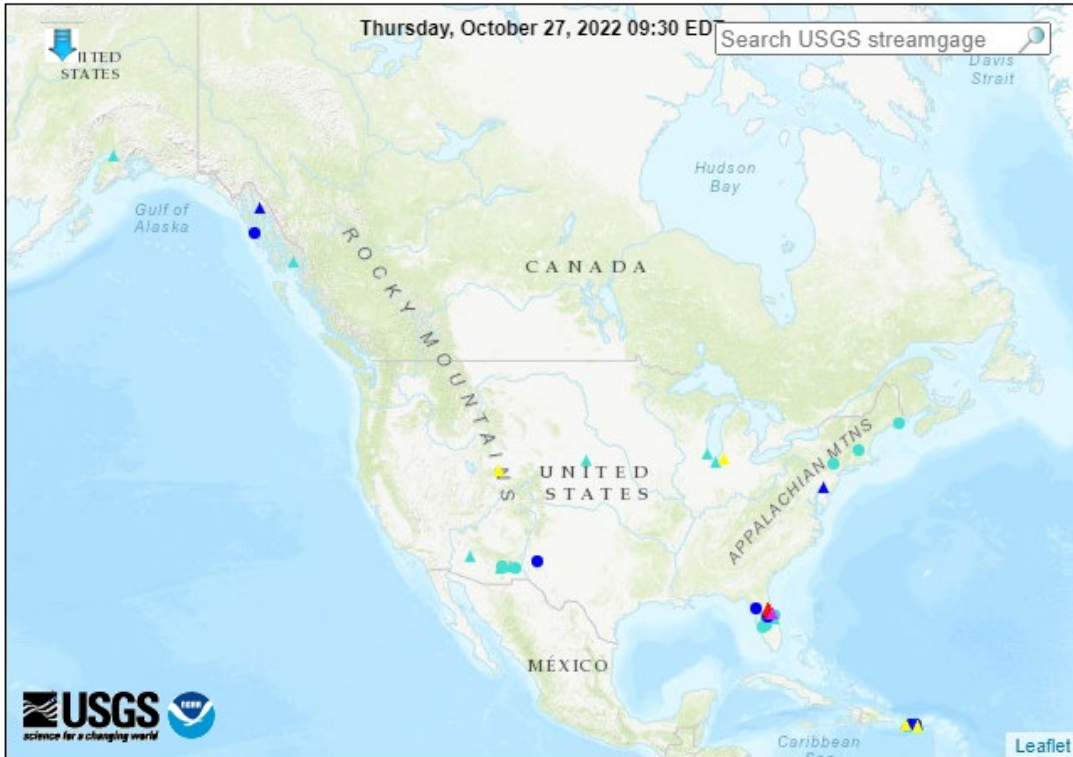 Thursday, October 27, 2022 09:30 EDT
Search USGS streamgage
STATES
Davis
Strait
Hudson
Bay
Gulf of
Alaska
CANADA
ROCKY MOUNTAINS
UNITED
STATES
APPALACHIAN MTNS
MÉXICO
USGS
science for a changing world
Caribbean
Leaflet